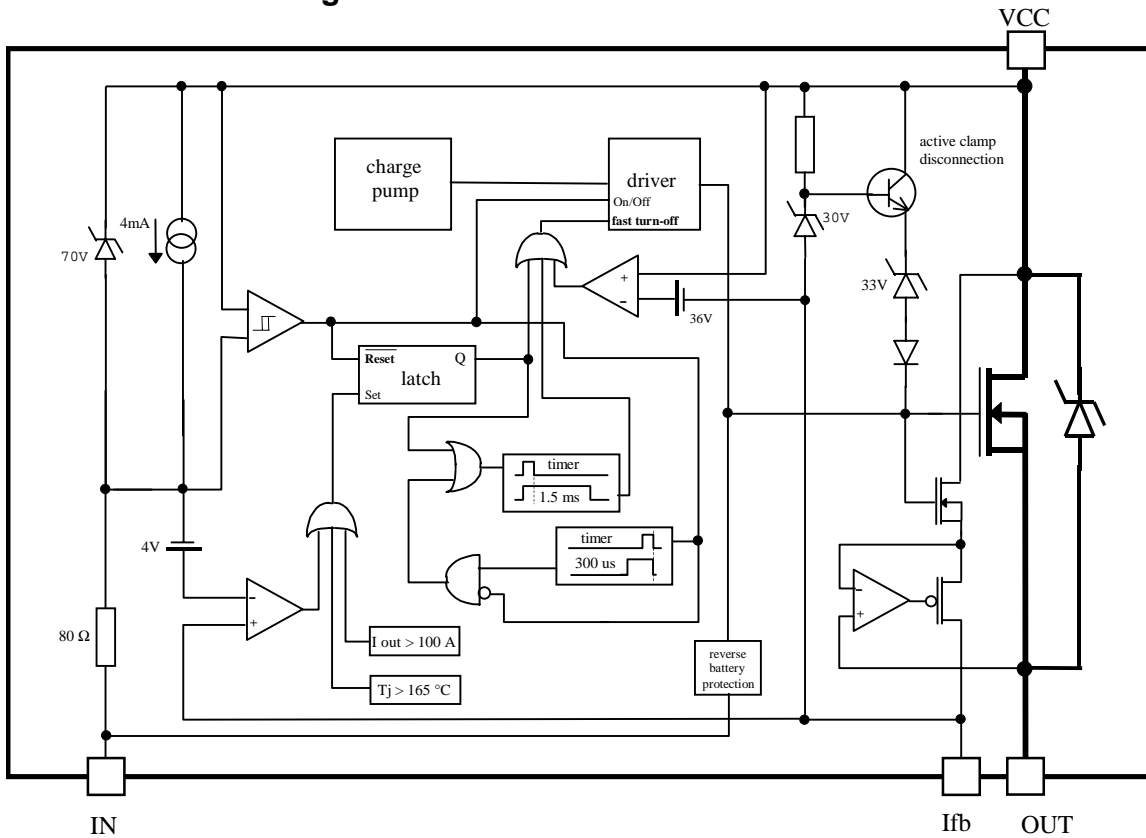 g
VCC
charge
pump
driver
On/Off
fast turn-off
active clamp
disconnection
4mA
70V
30V
+
-
36V
33V
Reset
Q
latch
Set
timer
1.5 ms
4V
timer
300 us
-
+
-
+
80 Ω
I out > 100 A
reverse
battery
protection
Tj > 165 °C
IN
Ifb
OUT